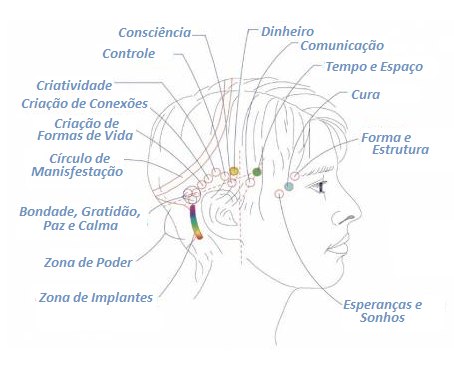 Consciência
Controle
Criatividade
Criação de Conexões
Criação de
Formas de Vida
Círculo de
Manisfestação
Bondade, Gratidão,
Paz e Calma
Zona de Poder
Zona de Implantes
Dinheiro
Comunicação
Tempo e Espaço
Cura
Forma e
Estrutura
Esperanças e
Sonhos